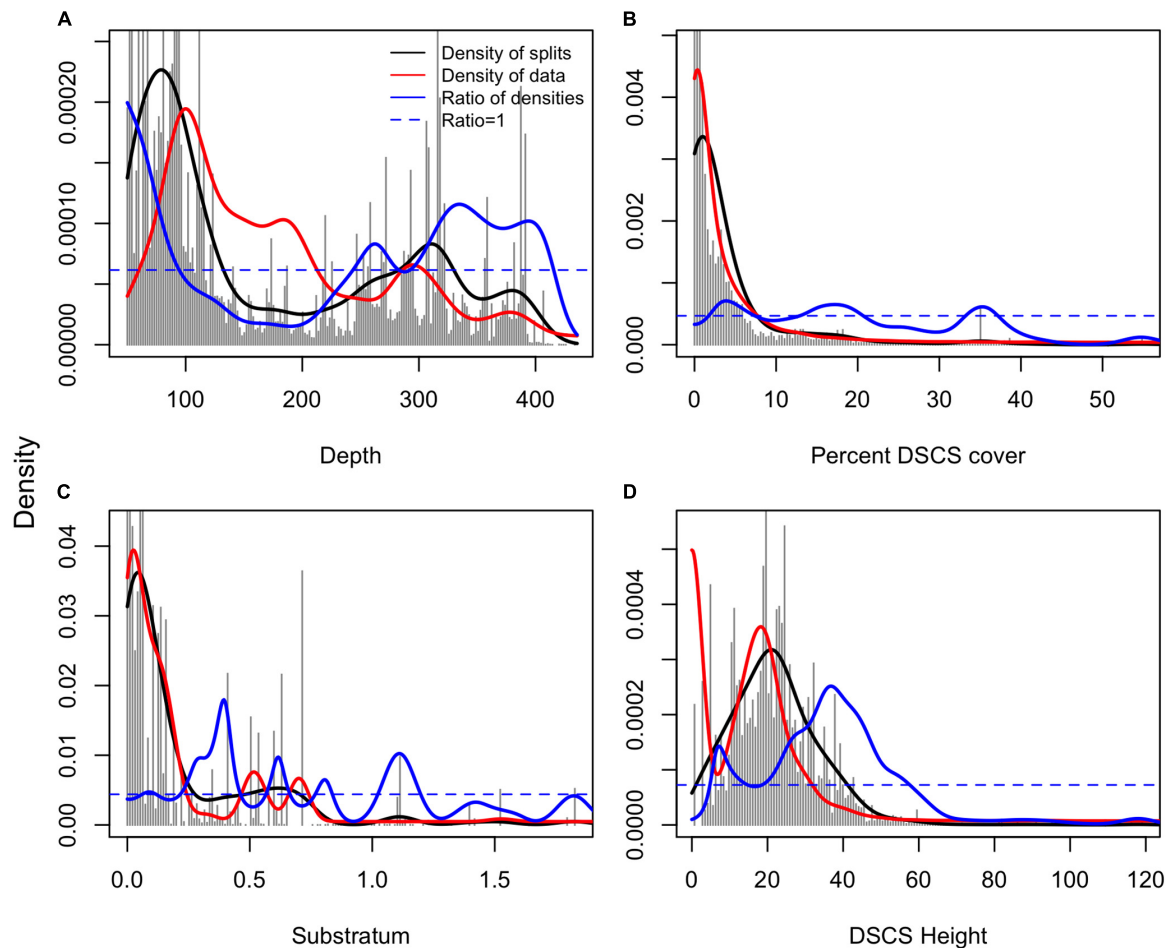 A
Density of splits
Density of data
Ratio of densities
Ratio=1
0.00000 0.00010 0.00020
100 200 300 400
Depth
B
0.000 0.002 0.004
0 10 20 30 40 50
Percent DSCS cover
Density
C
0.00 0.01 0.02 0.03 0.04
0.0 0.5 1.0 1.5
Substratum
D
0.0000 0.0002 0.0004
0 20 40 60 80 100 120
DSCS Height